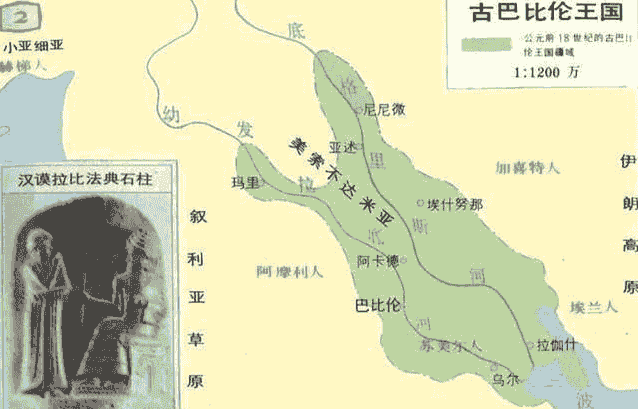 2
小亚细亚
赫梯人
古巴比伦王国
公元前 18 世纪的古巴比
伦王国疆域
1:1200 万
底格里斯河
幼发拉底河
美索不达米亚
尼尼微
亚述
玛里
埃什努那
加喜特人
伊朗高原
汉谟拉比法典石柱
叙利亚草原
阿摩利人
阿卡德
巴比伦
苏美尔人
埃兰人
拉伽什
乌尔
波